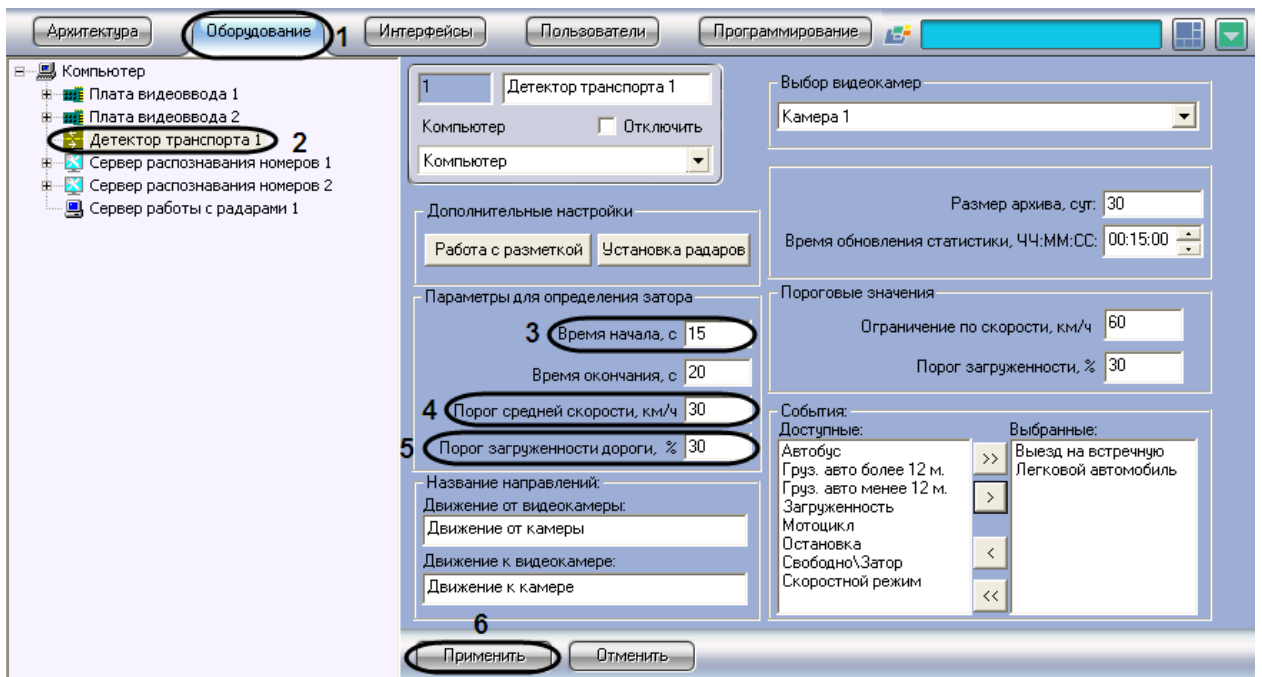 Архитектура
Оборудование
1
Интерфейсы
Пользователи
Программирование
Компьютер
Плата видеоввода 1
Плата видеоввода 2
Детектор транспорта 1
2
Сервер распознавания номеров 1
Сервер распознавания номеров 2
Сервер работы с радарами 1
1
Детектор транспорта 1
Компьютер
Отключить
Компьютер
Дополнительные настройки
Работа с разметкой
Установка радаров
Параметры для определения затора
3 Время начала, с 15
Время окончания, с 20
4 Порог средней скорости, км/ч 30
5 Порог загруженности дороги, % 30
Название направлений:
Движение от видеокамеры:
Движение от камеры
Движение к видеокамере:
Движение к камере
Выбор видеокамер
Камера 1
Размер архива, сут: 30
Время обновления статистики, ЧЧ:ММ:СС: 00:15:00
Пороговые значения
Ограничение по скорости, км/ч 60
Порог загруженности, % 30
События:
Доступные:
Автобус
Груз. авто более 12 м.
Груз. авто менее 12 м.
Загруженность
Мотоцикл
Остановка
Свободно\Затор
Скоростной режим
>>
>
<
<<
Выбранные:
Выезд на встречную
Легковой автомобиль
6
Применить
Отменить